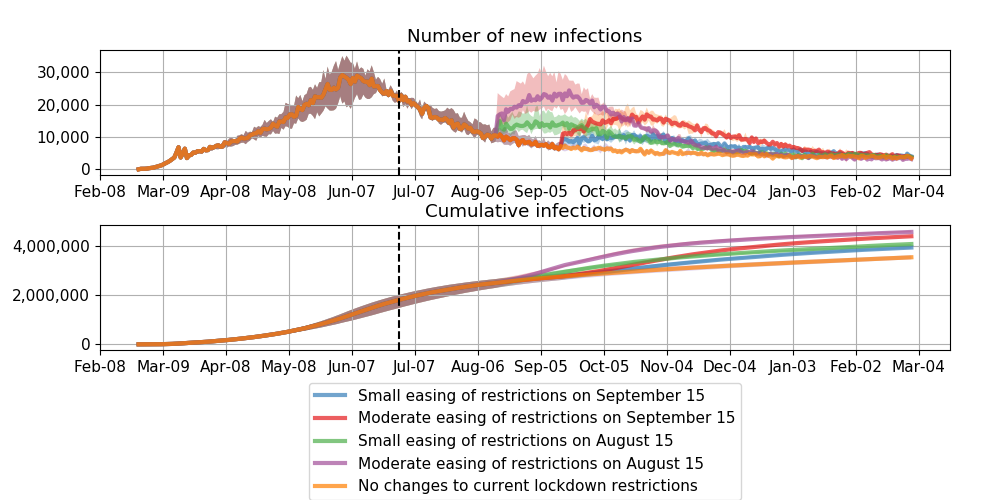 Number of new infections
30,000
20,000
10,000
0
Feb-08 Mar-09 Apr-08 May-08 Jun-07 Jul-07 Aug-06 Sep-05 Oct-05 Nov-04 Dec-04 Jan-03 Feb-02 Mar-04
Cumulative infections
4,000,000
2,000,000
0
Feb-08 Mar-09 Apr-08 May-08 Jun-07 Jul-07 Aug-06 Sep-05 Oct-05 Nov-04 Dec-04 Jan-03 Feb-02 Mar-04
Small easing of restrictions on September 15
Moderate easing of restrictions on September 15
Small easing of restrictions on August 15
Moderate easing of restrictions on August 15
No changes to current lockdown restrictions